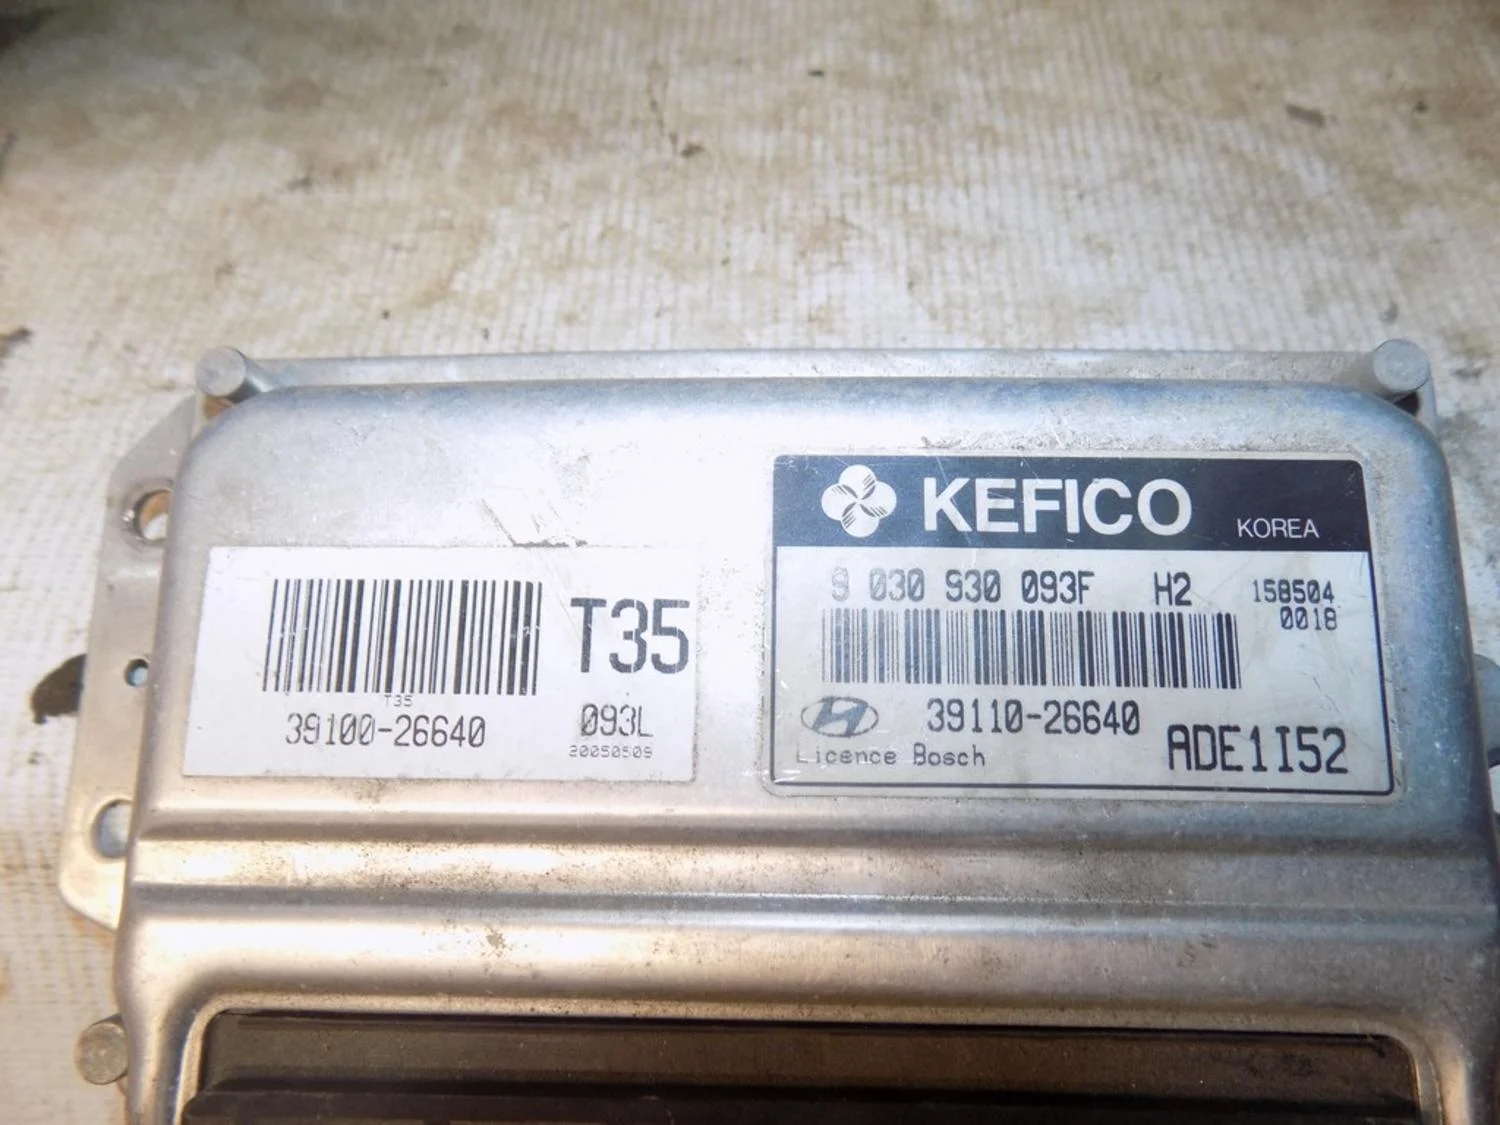 T35
T35
39100-26640
093L
20050509
KEFICO
KOREA
9 030 930 093F H2
158504
0018
39110-26640
Licence Bosch
ADE1I52